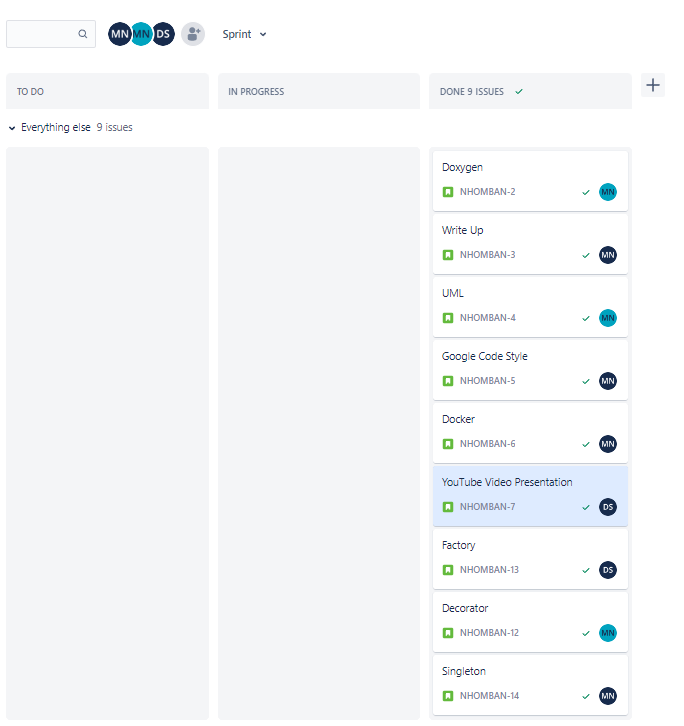 MN MN DS Sprint
TO DO
IN PROGRESS
DONE 9 ISSUES
Everything else 9 issues
Doxygen
NHOMBAN-2 MN
Write Up
NHOMBAN-3 MN
UML
NHOMBAN-4 MN
Google Code Style
NHOMBAN-5 MN
Docker
NHOMBAN-6 MN
YouTube Video Presentation
NHOMBAN-7 DS
Factory
NHOMBAN-13 DS
Decorator
NHOMBAN-12 MN
Singleton
NHOMBAN-14 MN